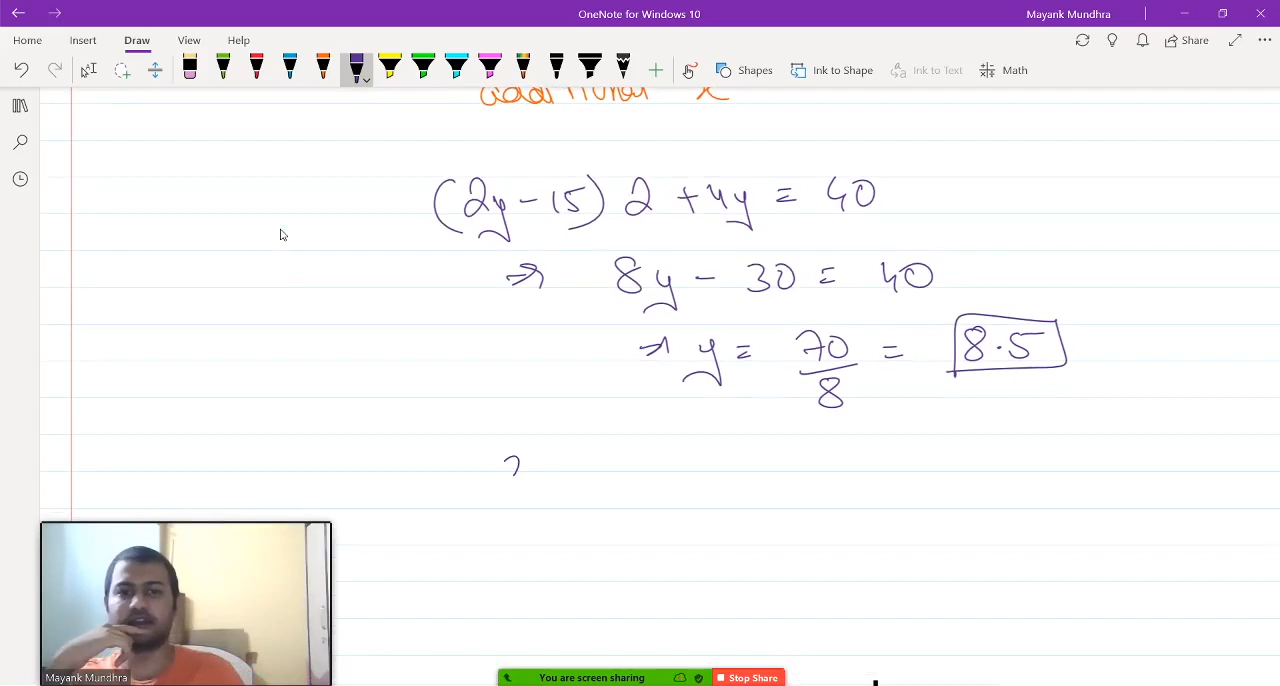 OneNote for Windows 10
Mayank Mundhra
Home Insert Draw View Help
Share
Shapes Ink to Shape Ink to Text Math
additional x
(2y - 15) 2 + 4y = 40
⇒ 8y - 30 = 40
→ y = 70/8 = 8.5
Mayank Mundhra
You are screen sharing Stop Share